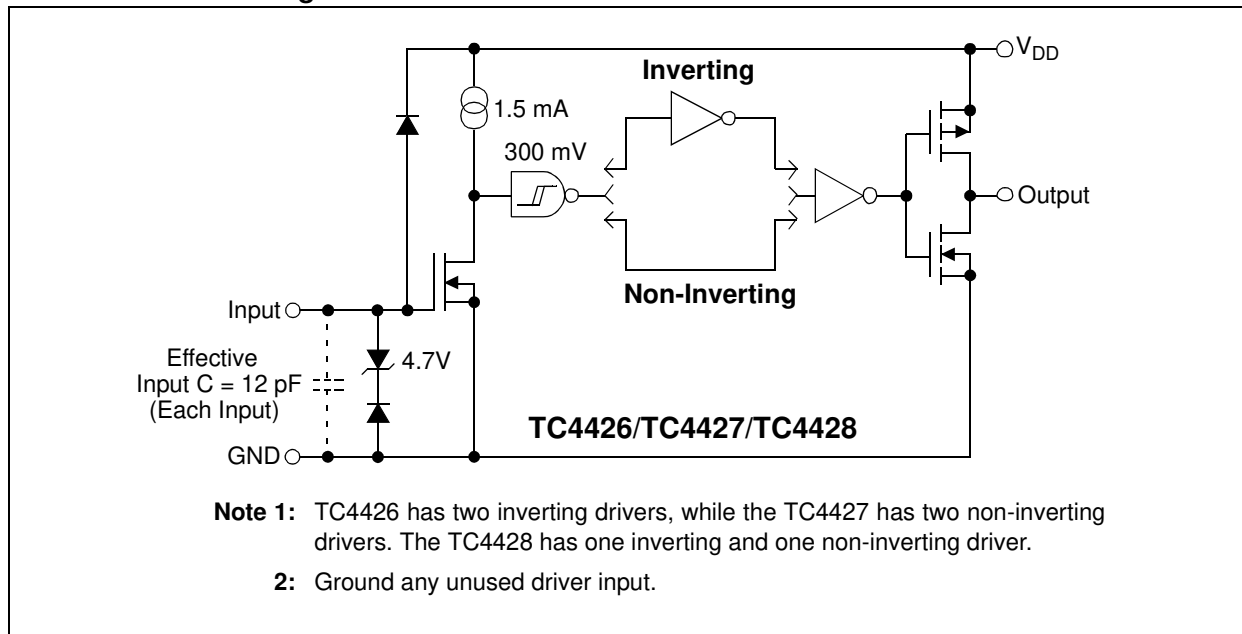 V_DD
Inverting
1.5 mA
300 mV
Output
Non-Inverting
Input
Effective
Input C = 12 pF
(Each Input)
4.7V
TC4426/TC4427/TC4428
GND
Note 1: TC4426 has two inverting drivers, while the TC4427 has two non-inverting
drivers. The TC4428 has one inverting and one non-inverting driver.
2: Ground any unused driver input.